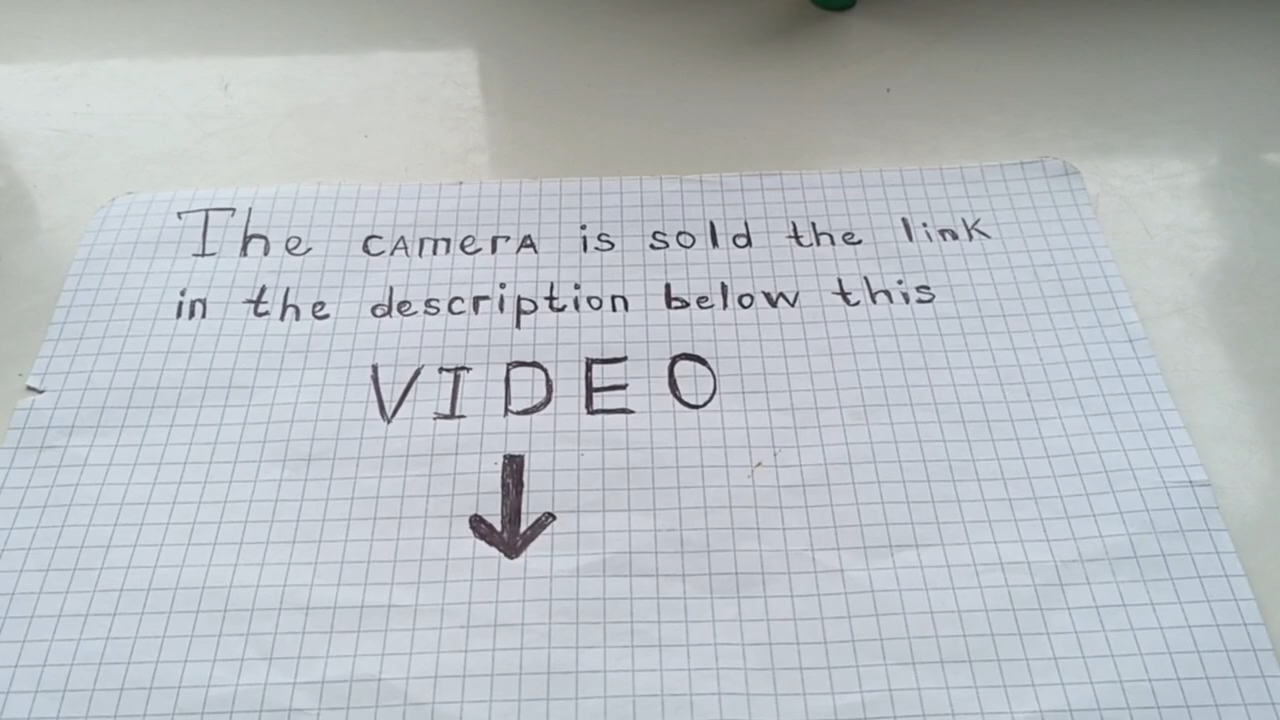 The camera is sold the link
in the description below this
VIDEO